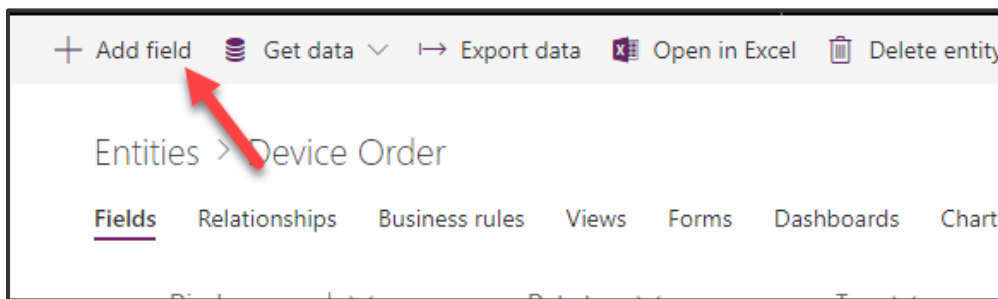 + Add field Get data Export data Open in Excel Delete entity
Entities > Device Order
Fields Relationships Business rules Views Forms Dashboards Chart